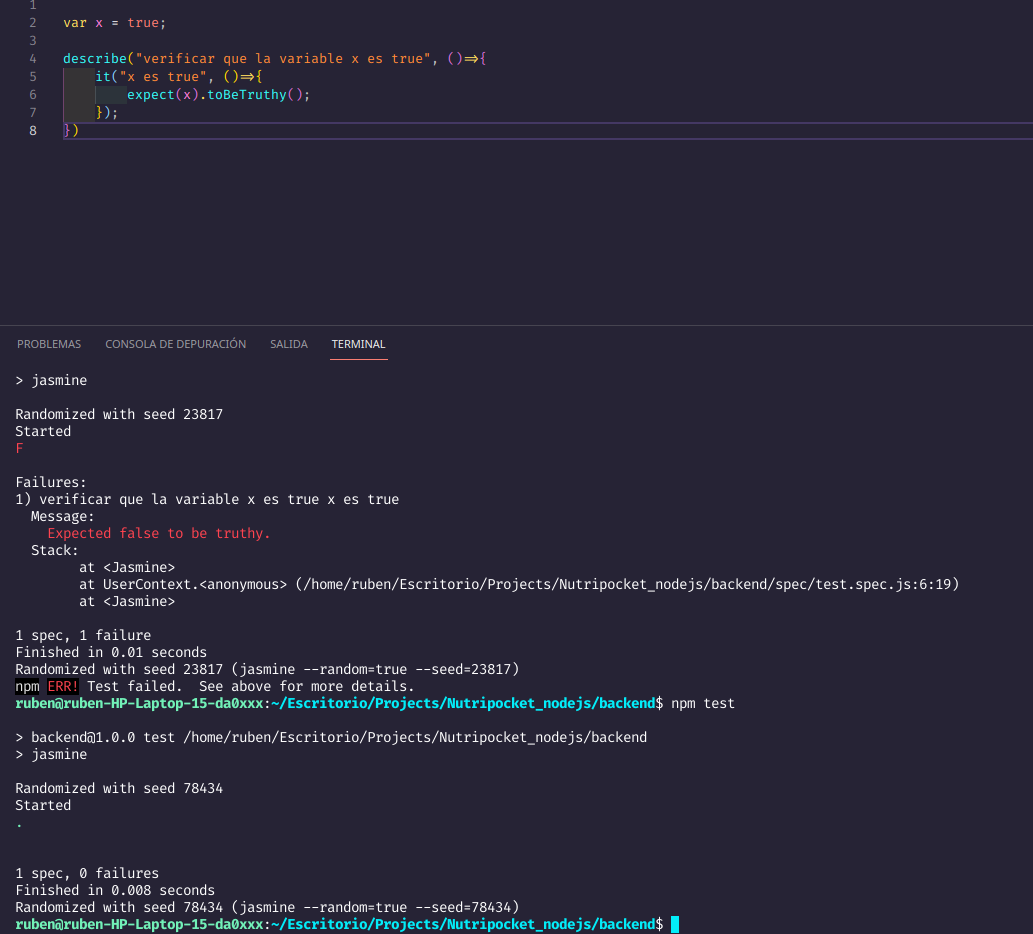 1
2 var x = true;
3
4 describe("verificar que la variable x es true", ()=>{
5 it("x es true", ()=>{
6 expect(x).toBeTruthy();
7 });
8 })
PROBLEMAS CONSOLA DE DEPURACIÓN SALIDA TERMINAL
> jasmine
Randomized with seed 23817
Started
F
Failures:
1) verificar que la variable x es true x es true
Message:
Expected false to be truthy.
Stack:
at <Jasmine>
at UserContext.<anonymous> (/home/ruben/Escritorio/Projects/Nutripocket_nodejs/backend/spec/test.spec.js:6:19)
at <Jasmine>
1 spec, 1 failure
Finished in 0.01 seconds
Randomized with seed 23817 (jasmine --random=true --seed=23817)
npm ERR! Test failed.  See above for more details.
ruben@ruben-HP-Laptop-15-da0xxx:~/Escritorio/Projects/Nutripocket_nodejs/backend$ npm test
> backend@1.0.0 test /home/ruben/Escritorio/Projects/Nutripocket_nodejs/backend
> jasmine
Randomized with seed 78434
Started
.
1 spec, 0 failures
Finished in 0.008 seconds
Randomized with seed 78434 (jasmine --random=true --seed=78434)
ruben@ruben-HP-Laptop-15-da0xxx:~/Escritorio/Projects/Nutripocket_nodejs/backend$